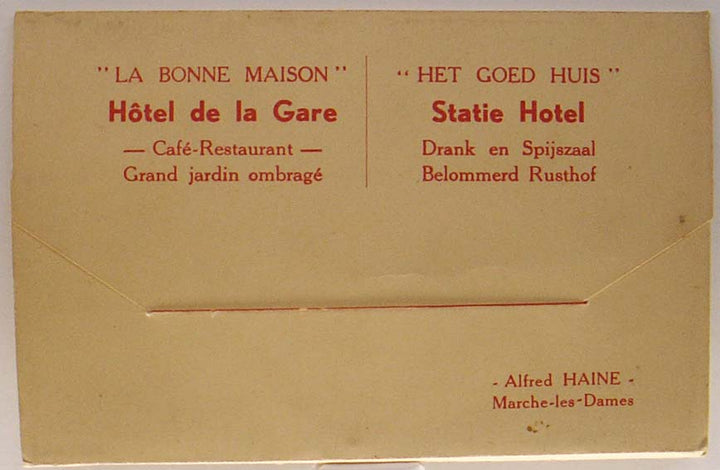 "LA BONNE MAISON"
Hôtel de la Gare
— Café-Restaurant —
Grand jardin ombragé
"HET GOED HUIS"
Statie Hotel
Drank en Spijszaal
Belommerd Rusthof
- Alfred HAINE -
Marche-les-Dames